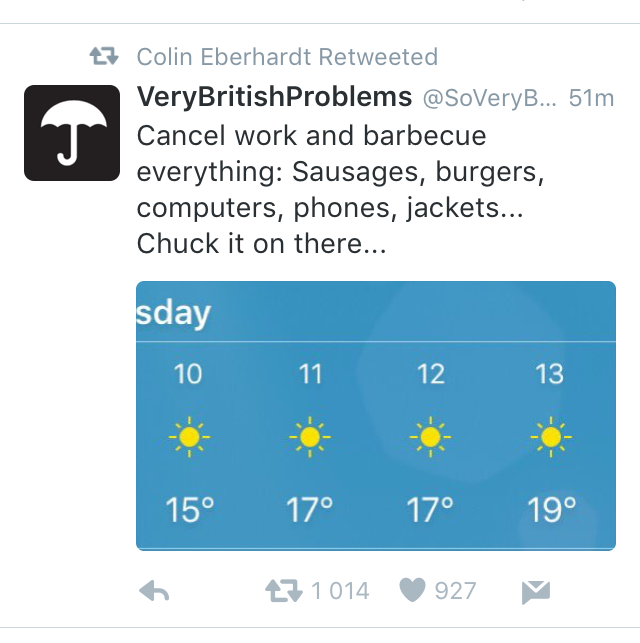 Colin Eberhardt Retweeted
VeryBritishProblems @SoVeryB... 51m
Cancel work and barbecue
everything: Sausages, burgers,
computers, phones, jackets...
Chuck it on there...
sday
10 11 12 13
15° 17° 17° 19°
1 014 927